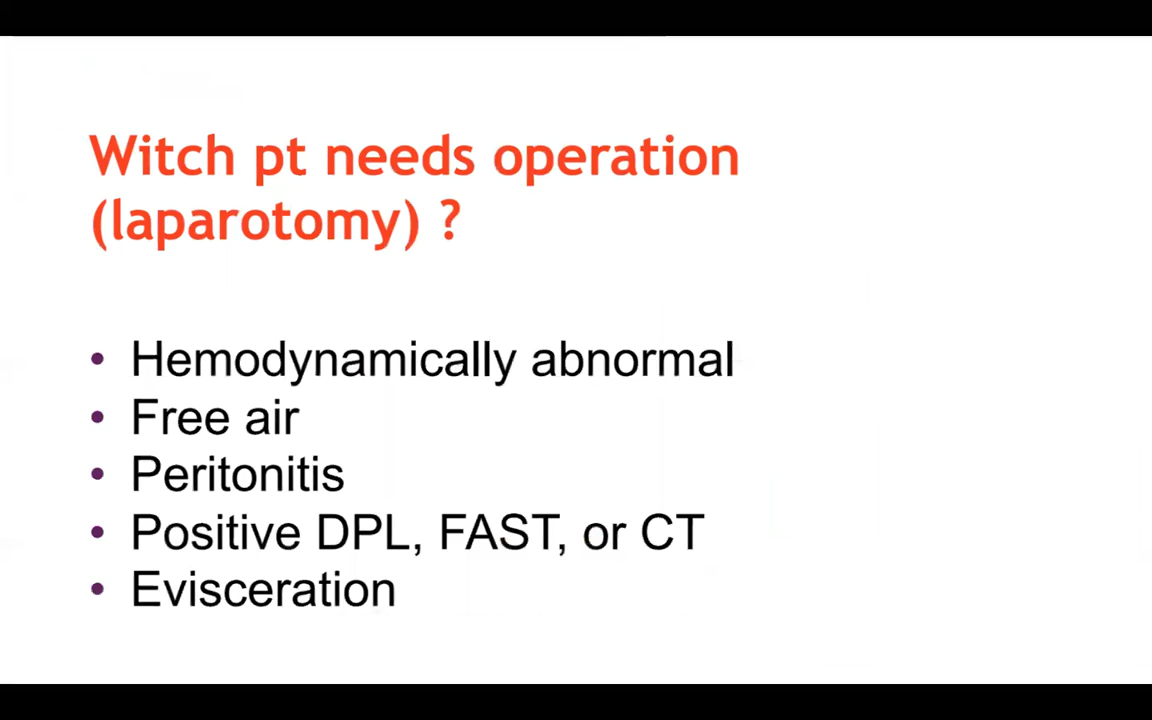 Witch pt needs operation
(laparotomy) ?
• Hemodynamically abnormal
• Free air
• Peritonitis
• Positive DPL, FAST, or CT
• Evisceration